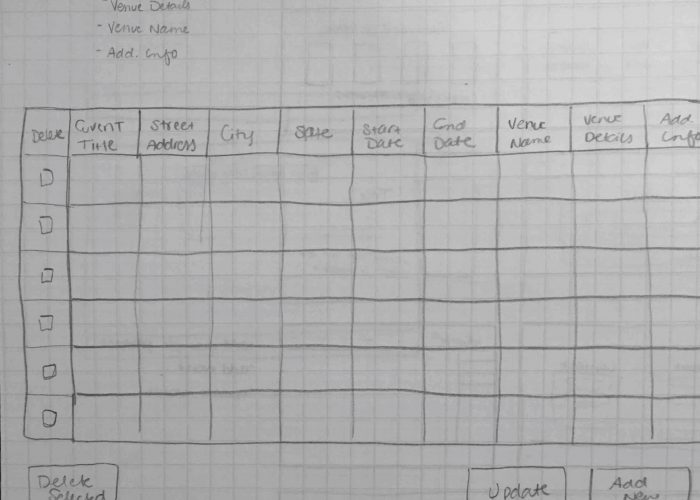 - Venue Details
- Venue Name
- Add. Info
Delete
Event
Title
Street
Address
City
State
Start
Date
End
Date
Venue
Name
Venue
Details
Add.
Info
Delete
Selected
Update
Add
New